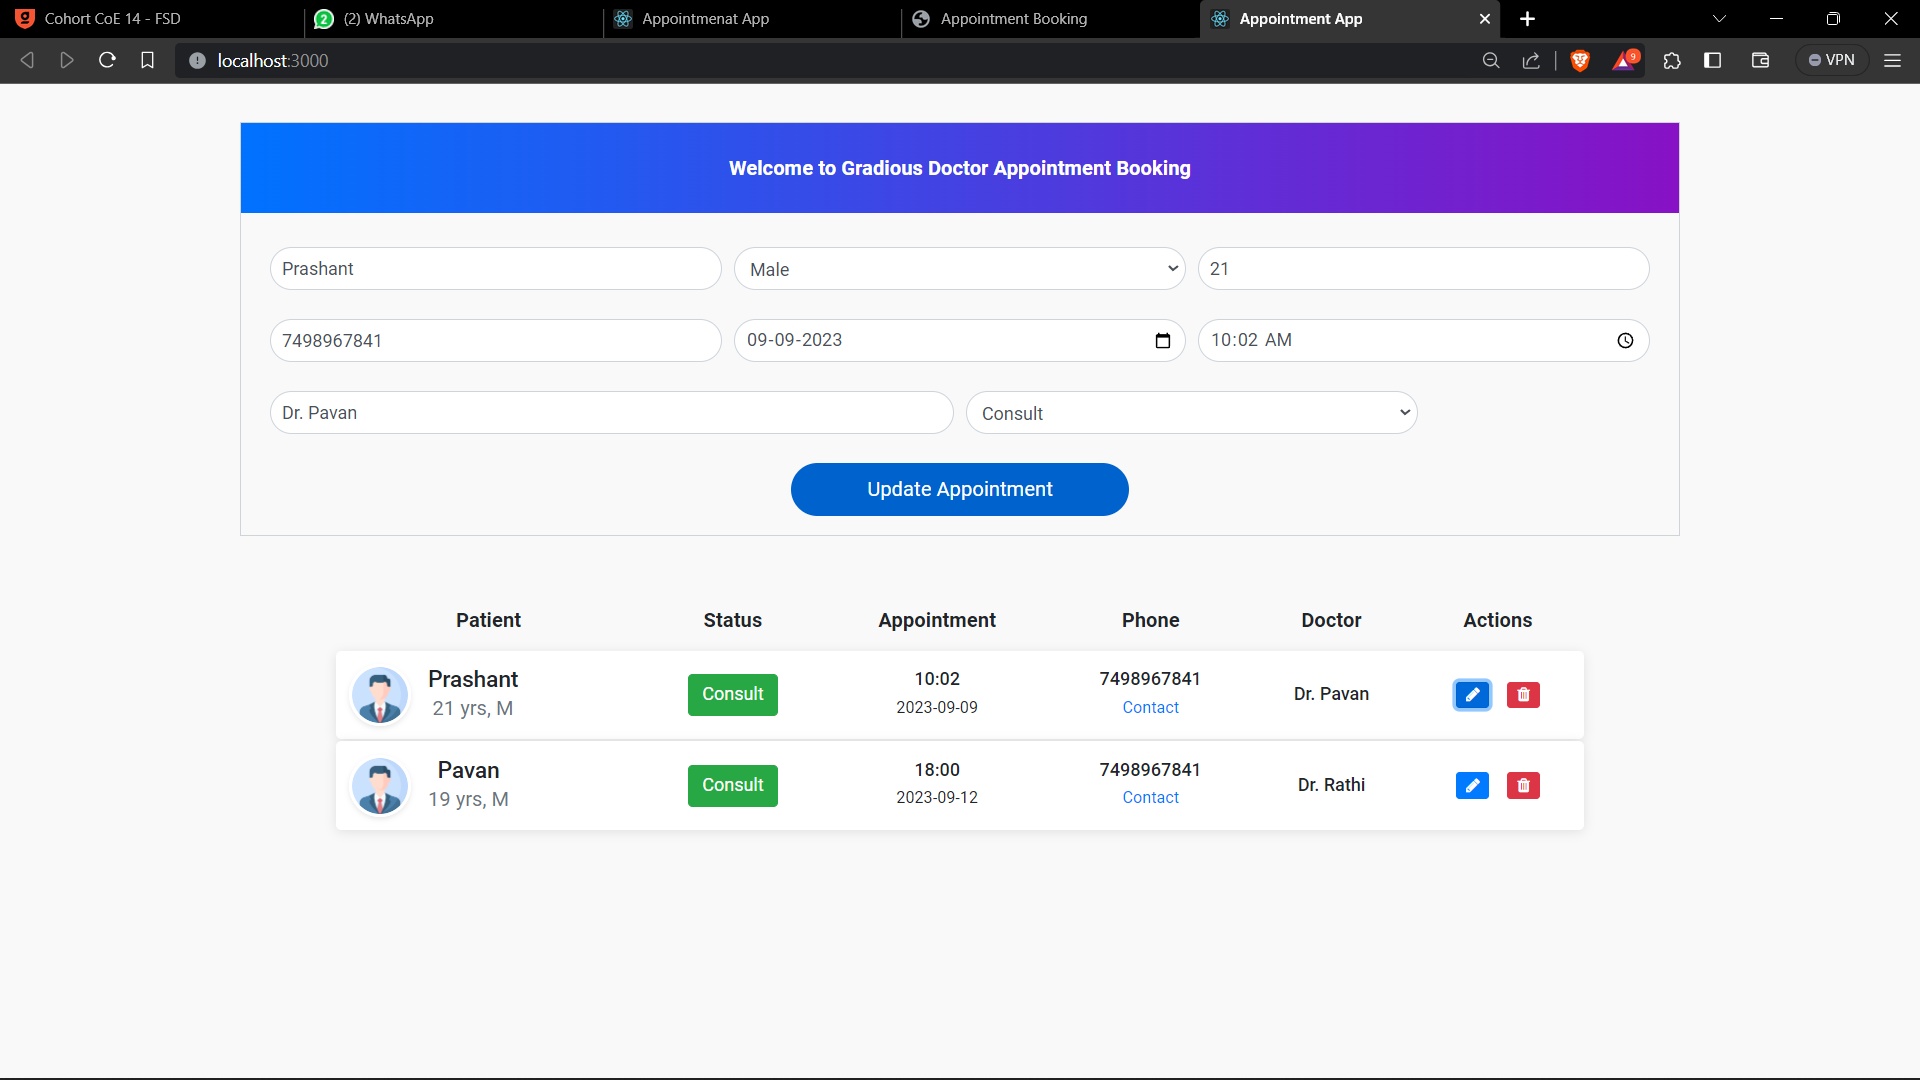 Cohort CoE 14 - FSD
2
(2) WhatsApp
Appointmenat App
Appointment Booking
Appointment App
localhost:3000
9
VPN
Welcome to Gradious Doctor Appointment Booking
Prashant
Male
21
7498967841
09-09-2023
10:02 AM
Dr. Pavan
Consult
Update Appointment
Patient Status Appointment Phone Doctor Actions
Prashant
21 yrs, M
Consult
10:02
2023-09-09
7498967841
Contact
Dr. Pavan
Pavan
19 yrs, M
Consult
18:00
2023-09-12
7498967841
Contact
Dr. Rathi